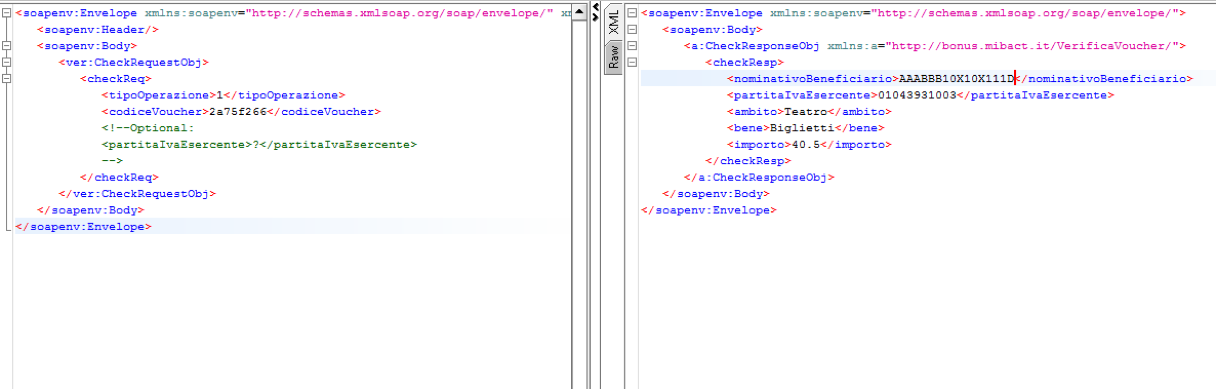 <soapenv:Envelope xmlns:soapenv="http://schemas.xmlsoap.org/soap/envelope/"
<soapenv:Header/>
<soapenv:Body>
<ver:CheckRequestObj>
<checkReq>
<tipoOperazione>1</tipoOperazione>
<codiceVoucher>2a75f266</codiceVoucher>
<!--Optional:
<partitaIvaEsercente>?</partitaIvaEsercente>
-->
</checkReq>
</ver:CheckRequestObj>
</soapenv:Body>
</soapenv:Envelope>
XML
Raw
<soapenv:Envelope xmlns:soapenv="http://schemas.xmlsoap.org/soap/envelope/">
<soapenv:Body>
<a:CheckResponseObj xmlns:a="http://bonus.mibact.it/VerificaVoucher/">
<checkResp>
<nominativoBeneficiario>AAABBB10X10X111D</nominativoBeneficiario>
<partitaIvaEsercente>01043931003</partitaIvaEsercente>
<ambito>Teatro</ambito>
<bene>Biglietti</bene>
<importo>40.5</importo>
</checkResp>
</a:CheckResponseObj>
</soapenv:Body>
</soapenv:Envelope>